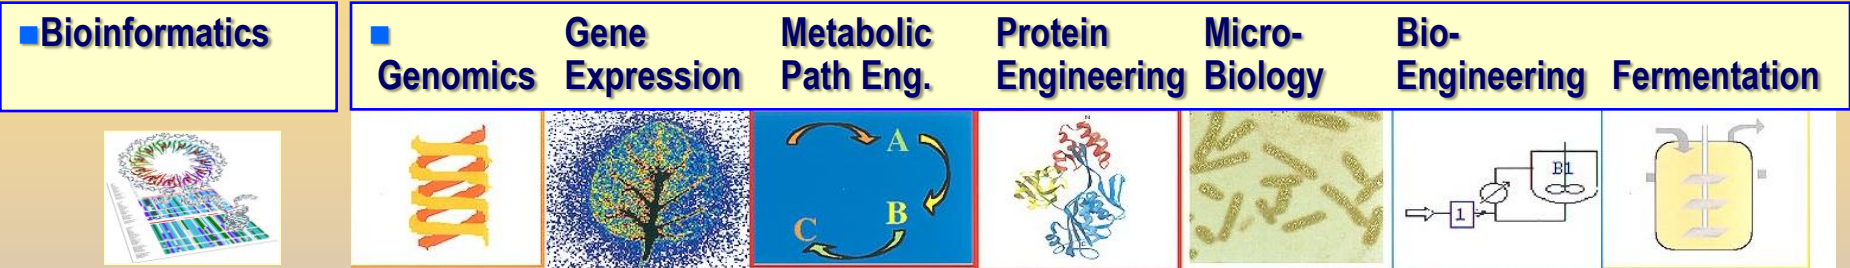 Bioinformatics
Genomics
Gene
Expression
Metabolic
Path Eng.
Protein
Engineering
Micro-
Biology
Bio-
Engineering
Fermentation
A
B
C
B1
1